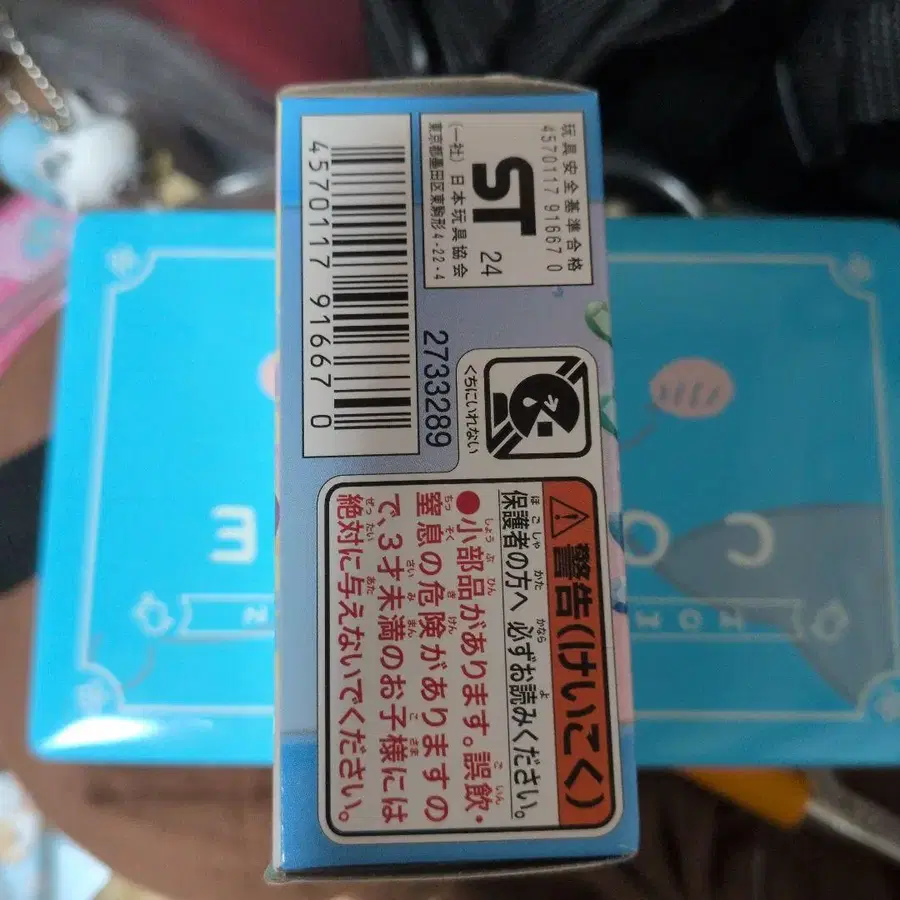 玩具安全基準合格
4570117 91667 0
ST
24
(一社) 日本玩具協会
東京都墨田区東駒形4-22-4
4 570117 916670
2733289
くちにいれない
警告(けいこく)
保護者の方へ 必ずお読みください。
●小部品があります。誤飲・
窒息の危険がありますの
で、3才未満のお子様には
絶対に与えないでください。